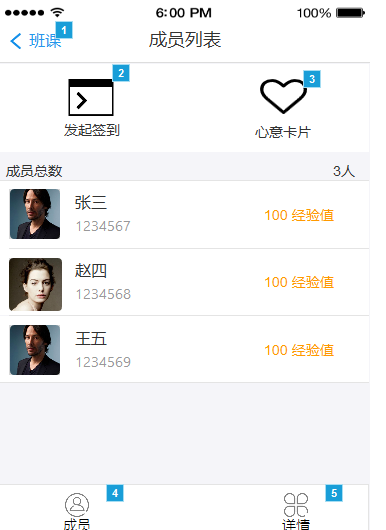 6:00 PM
100%
班课
1
成员列表
2
3
发起签到
心意卡片
成员总数
3人
张三
1234567
100 经验值
赵四
1234568
100 经验值
王五
1234569
100 经验值
4
5
成员
详情